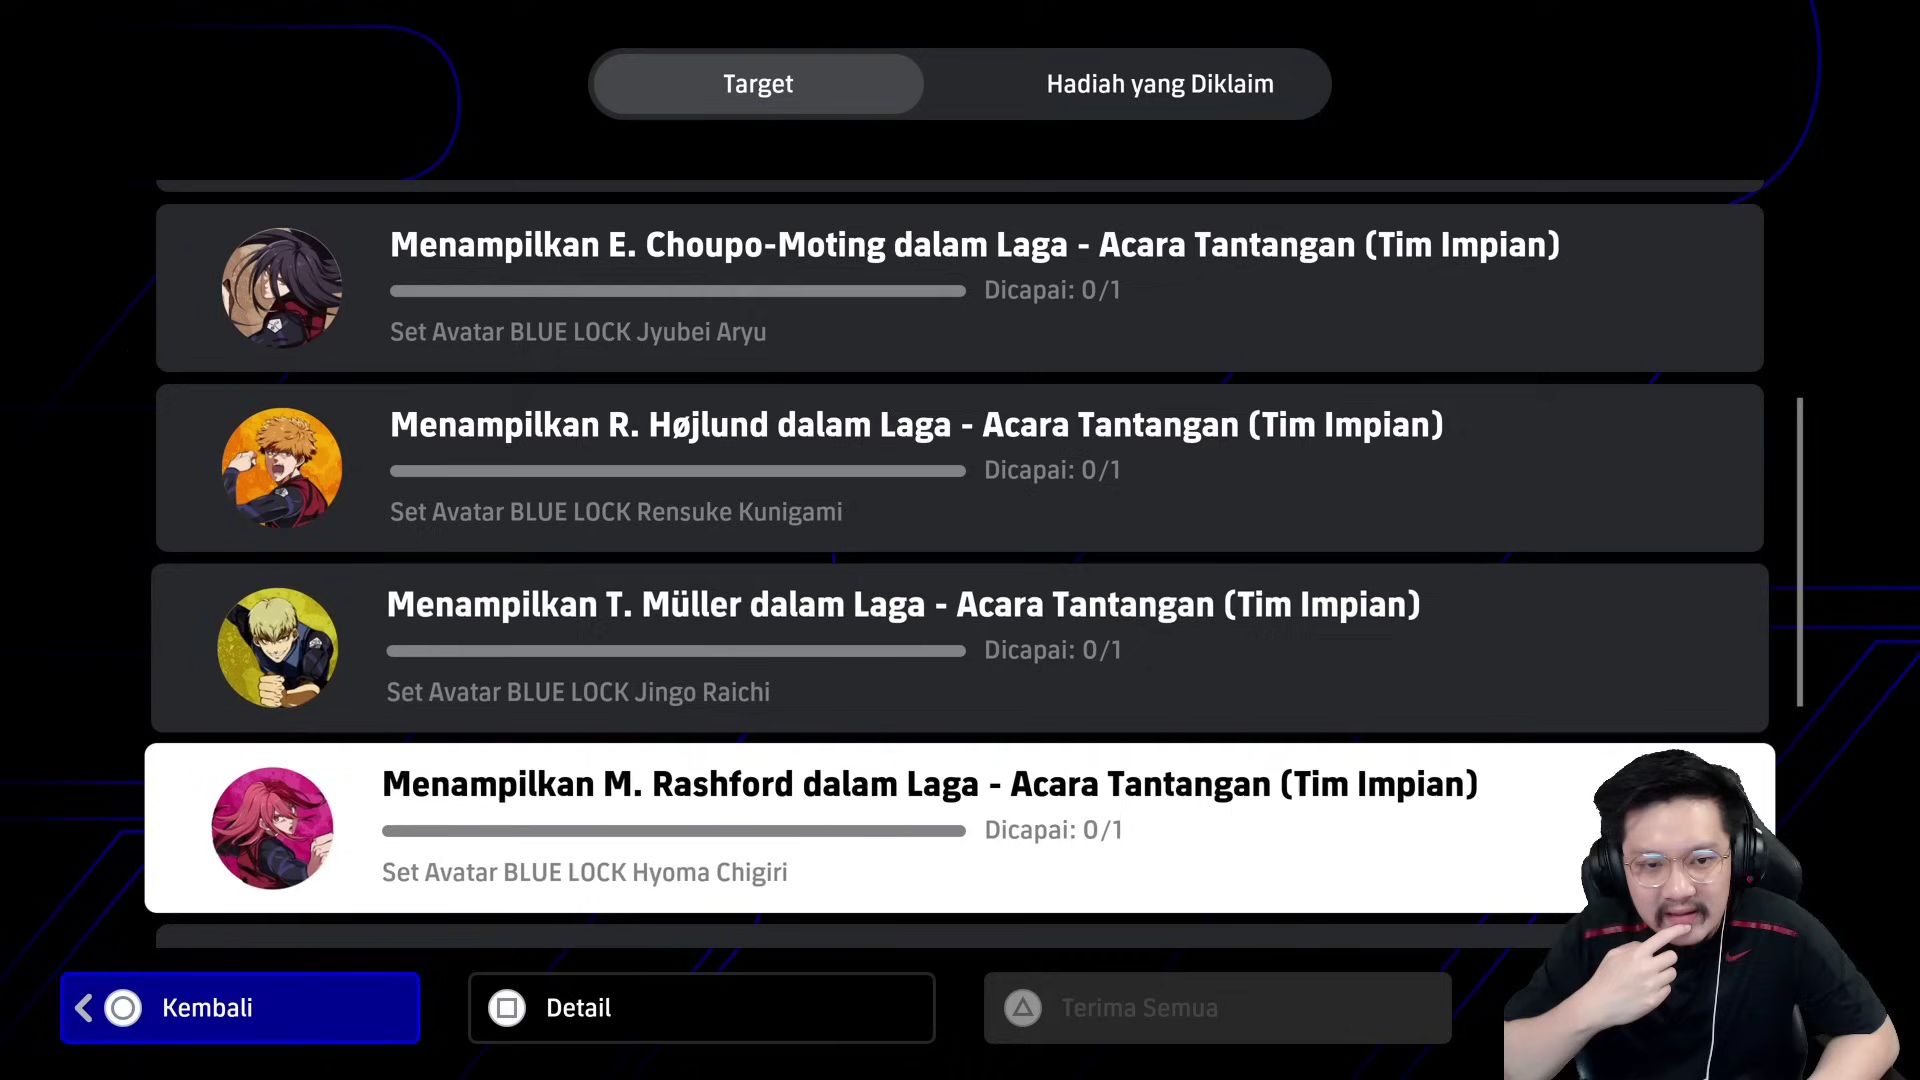 Target
Hadiah yang Diklaim
Menampilkan E. Choupo-Moting dalam Laga - Acara Tantangan (Tim Impian)
Dicapai: 0/1
Set Avatar BLUE LOCK Jyubei Aryu
Menampilkan R. Højlund dalam Laga - Acara Tantangan (Tim Impian)
Dicapai: 0/1
Set Avatar BLUE LOCK Rensuke Kunigami
Menampilkan T. Müller dalam Laga - Acara Tantangan (Tim Impian)
Dicapai: 0/1
Set Avatar BLUE LOCK Jingo Raichi
Menampilkan M. Rashford dalam Laga - Acara Tantangan (Tim Impian)
Dicapai: 0/1
Set Avatar BLUE LOCK Hyoma Chigiri
Kembali
Detail
Terima Semua